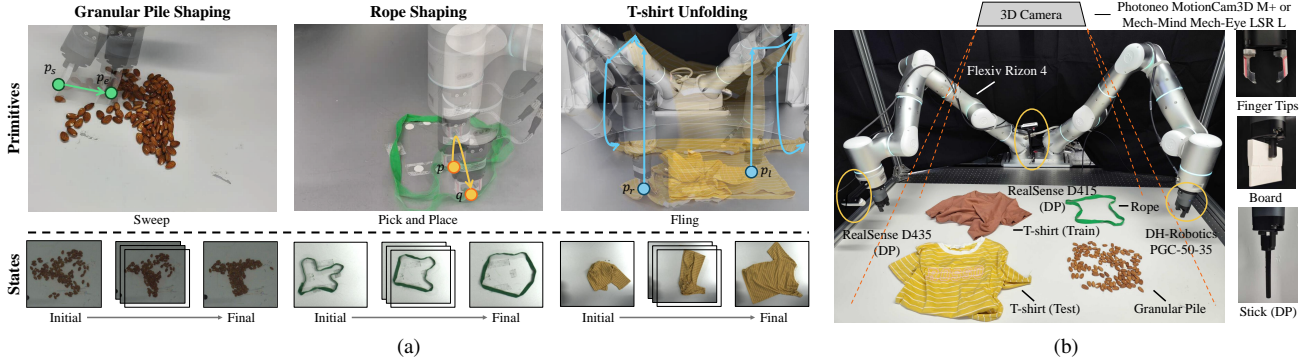 Granular Pile Shaping
Rope Shaping
T-shirt Unfolding
Primitives
p_s
p_e
p
q
p_r
p_l
Sweep
Pick and Place
Fling
States
Initial
Final
Initial
Final
Initial
Final
(a)
3D Camera
Photoneo MotionCam3D M+ or
Mech-Mind Mech-Eye LSR L
Flexiv Rizon 4
RealSense D415
(DP)
Rope
RealSense D435
(DP)
T-shirt (Train)
DH-Robotics
PGC-50-35
T-shirt (Test)
Granular Pile
Finger Tips
Board
Stick (DP)
(b)